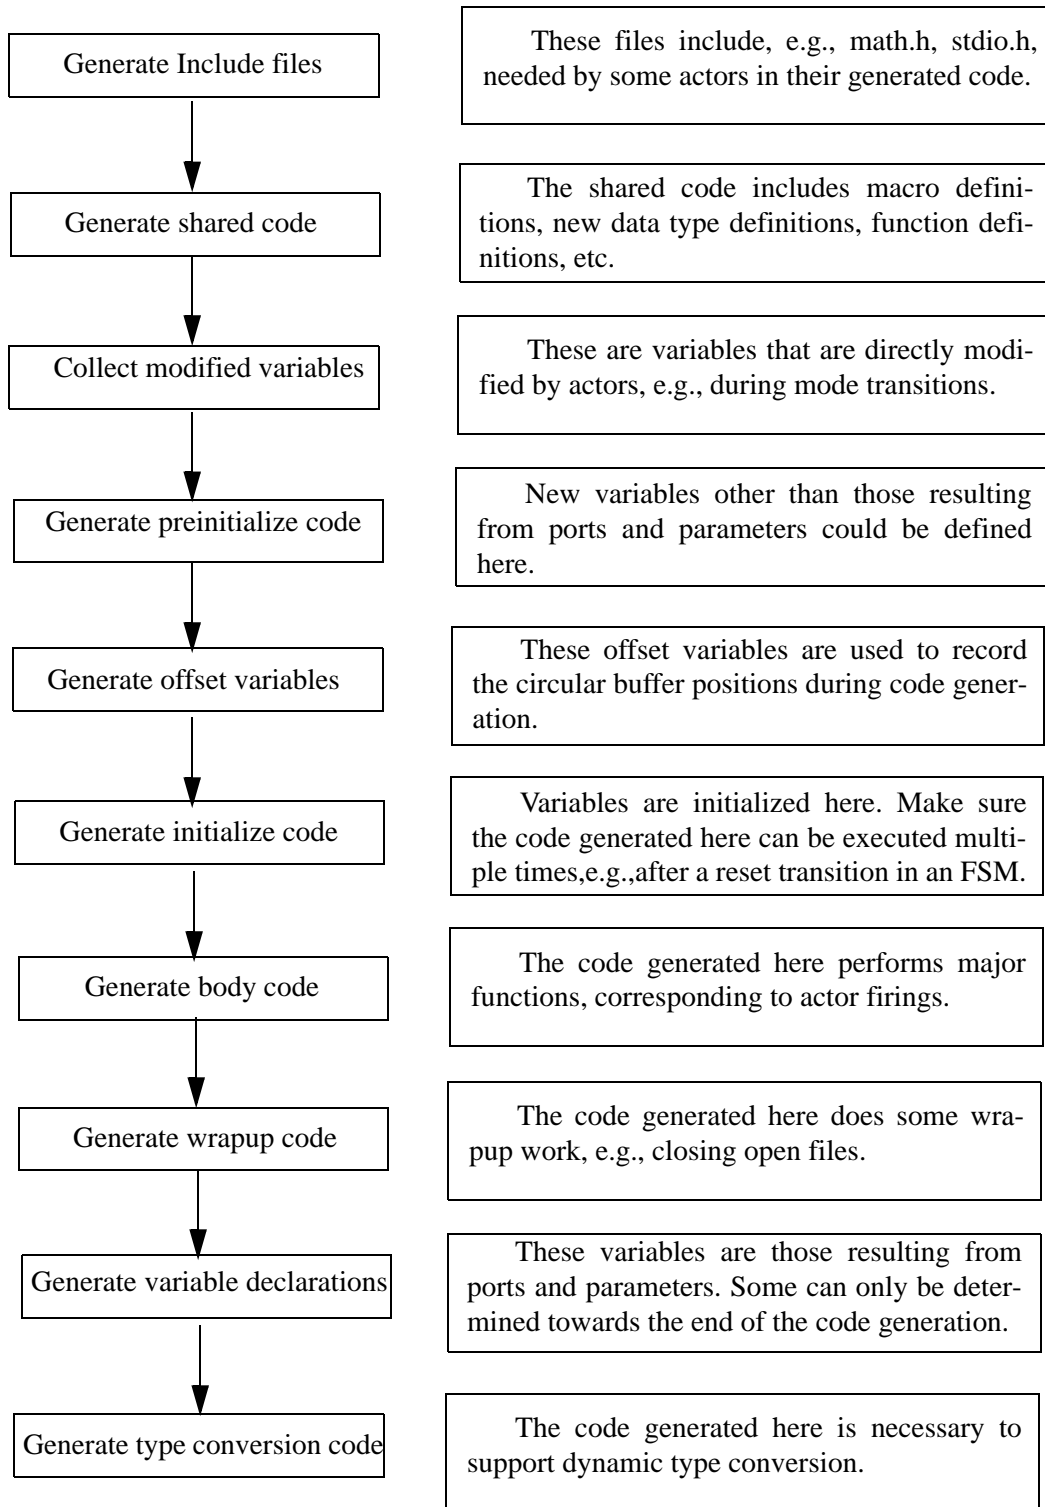 Generate Include files
These files include, e.g., math.h, stdio.h,
needed by some actors in their generated code.
Generate shared code
The shared code includes macro defini-
tions, new data type definitions, function defi-
nitions, etc.
Collect modified variables
These are variables that are directly modi-
fied by actors, e.g., during mode transitions.
Generate preinitialize code
New variables other than those resulting
from ports and parameters could be defined
here.
Generate offset variables
These offset variables are used to record
the circular buffer positions during code gener-
ation.
Generate initialize code
Variables are initialized here. Make sure
the code generated here can be executed multi-
ple times,e.g.,after a reset transition in an FSM.
Generate body code
The code generated here performs major
functions, corresponding to actor firings.
Generate wrapup code
The code generated here does some wra-
pup work, e.g., closing open files.
Generate variable declarations
These variables are those resulting from
ports and parameters. Some can only be deter-
mined towards the end of the code generation.
Generate type conversion code
The code generated here is necessary to
support dynamic type conversion.